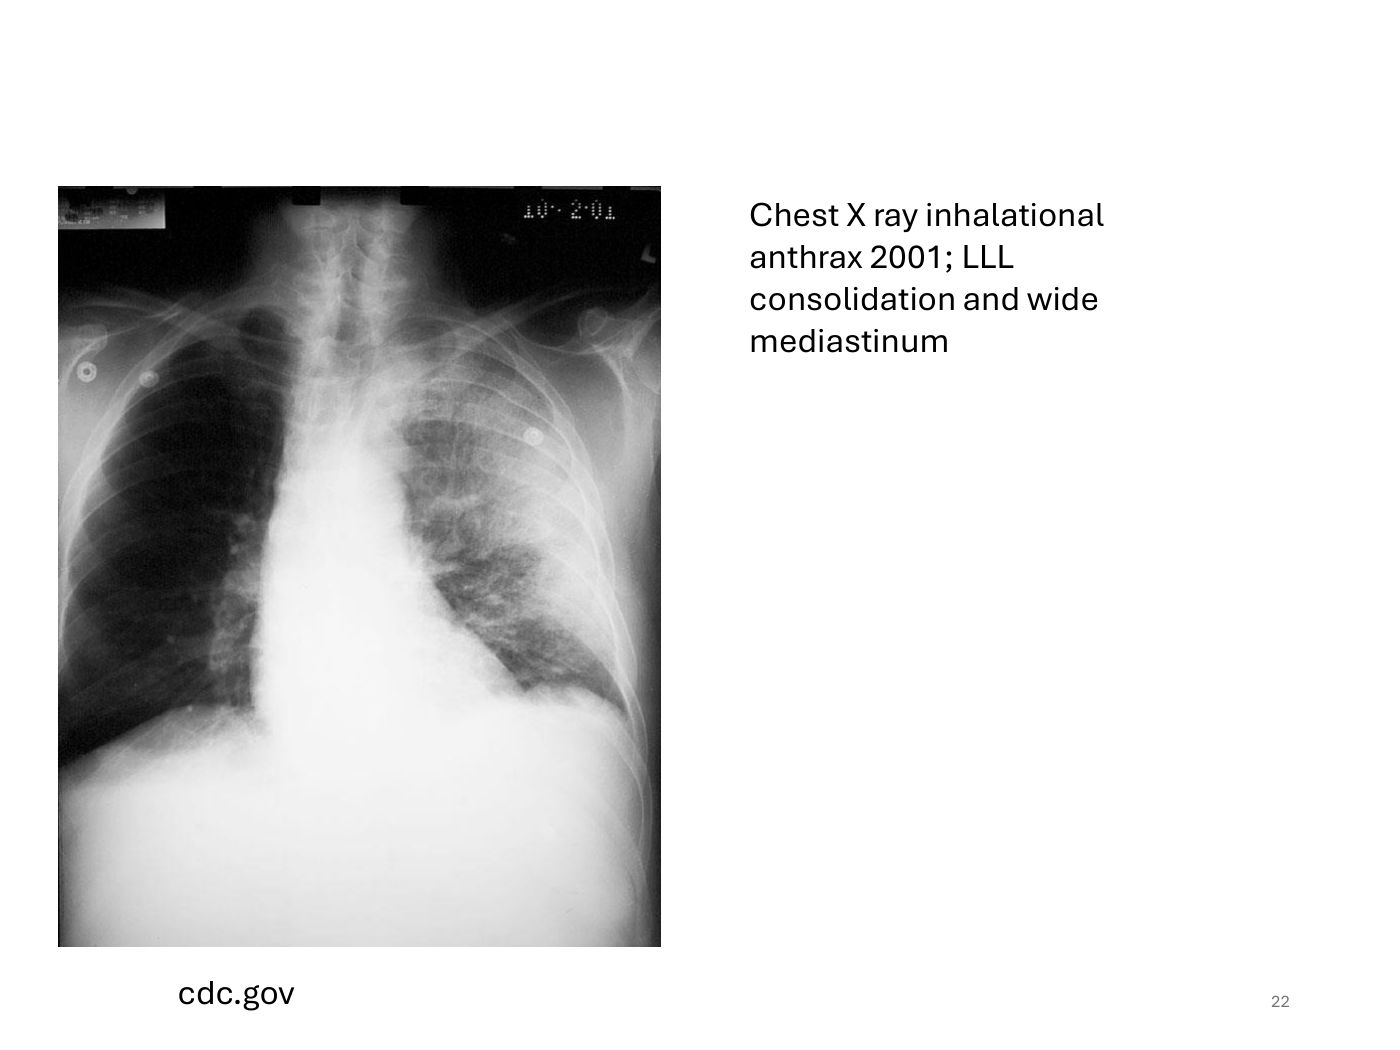 10-2-01
Chest X ray inhalational
anthrax 2001; LLL
consolidation and wide
mediastinum
cdc.gov
22